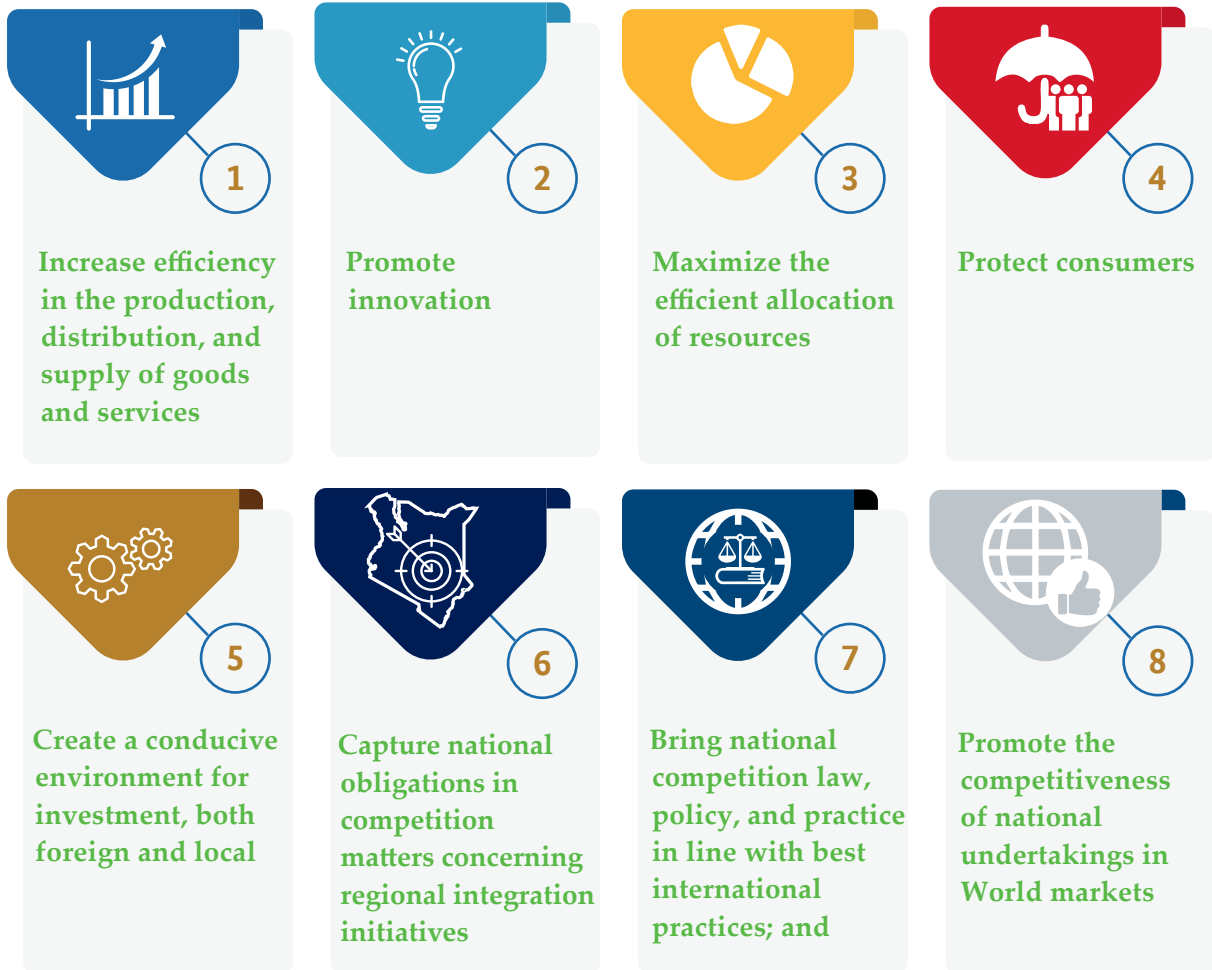 1
Increase efficiency
in the production,
distribution, and
supply of goods
and services
2
Promote
innovation
3
Maximize the
efficient allocation
of resources
4
Protect consumers
5
Create a conducive
environment for
investment, both
foreign and local
6
Capture national
obligations in
competition
matters concerning
regional integration
initiatives
7
Bring national
competition law,
policy, and practice
in line with best
international
practices; and
8
Promote the
competitiveness
of national
undertakings in
World markets